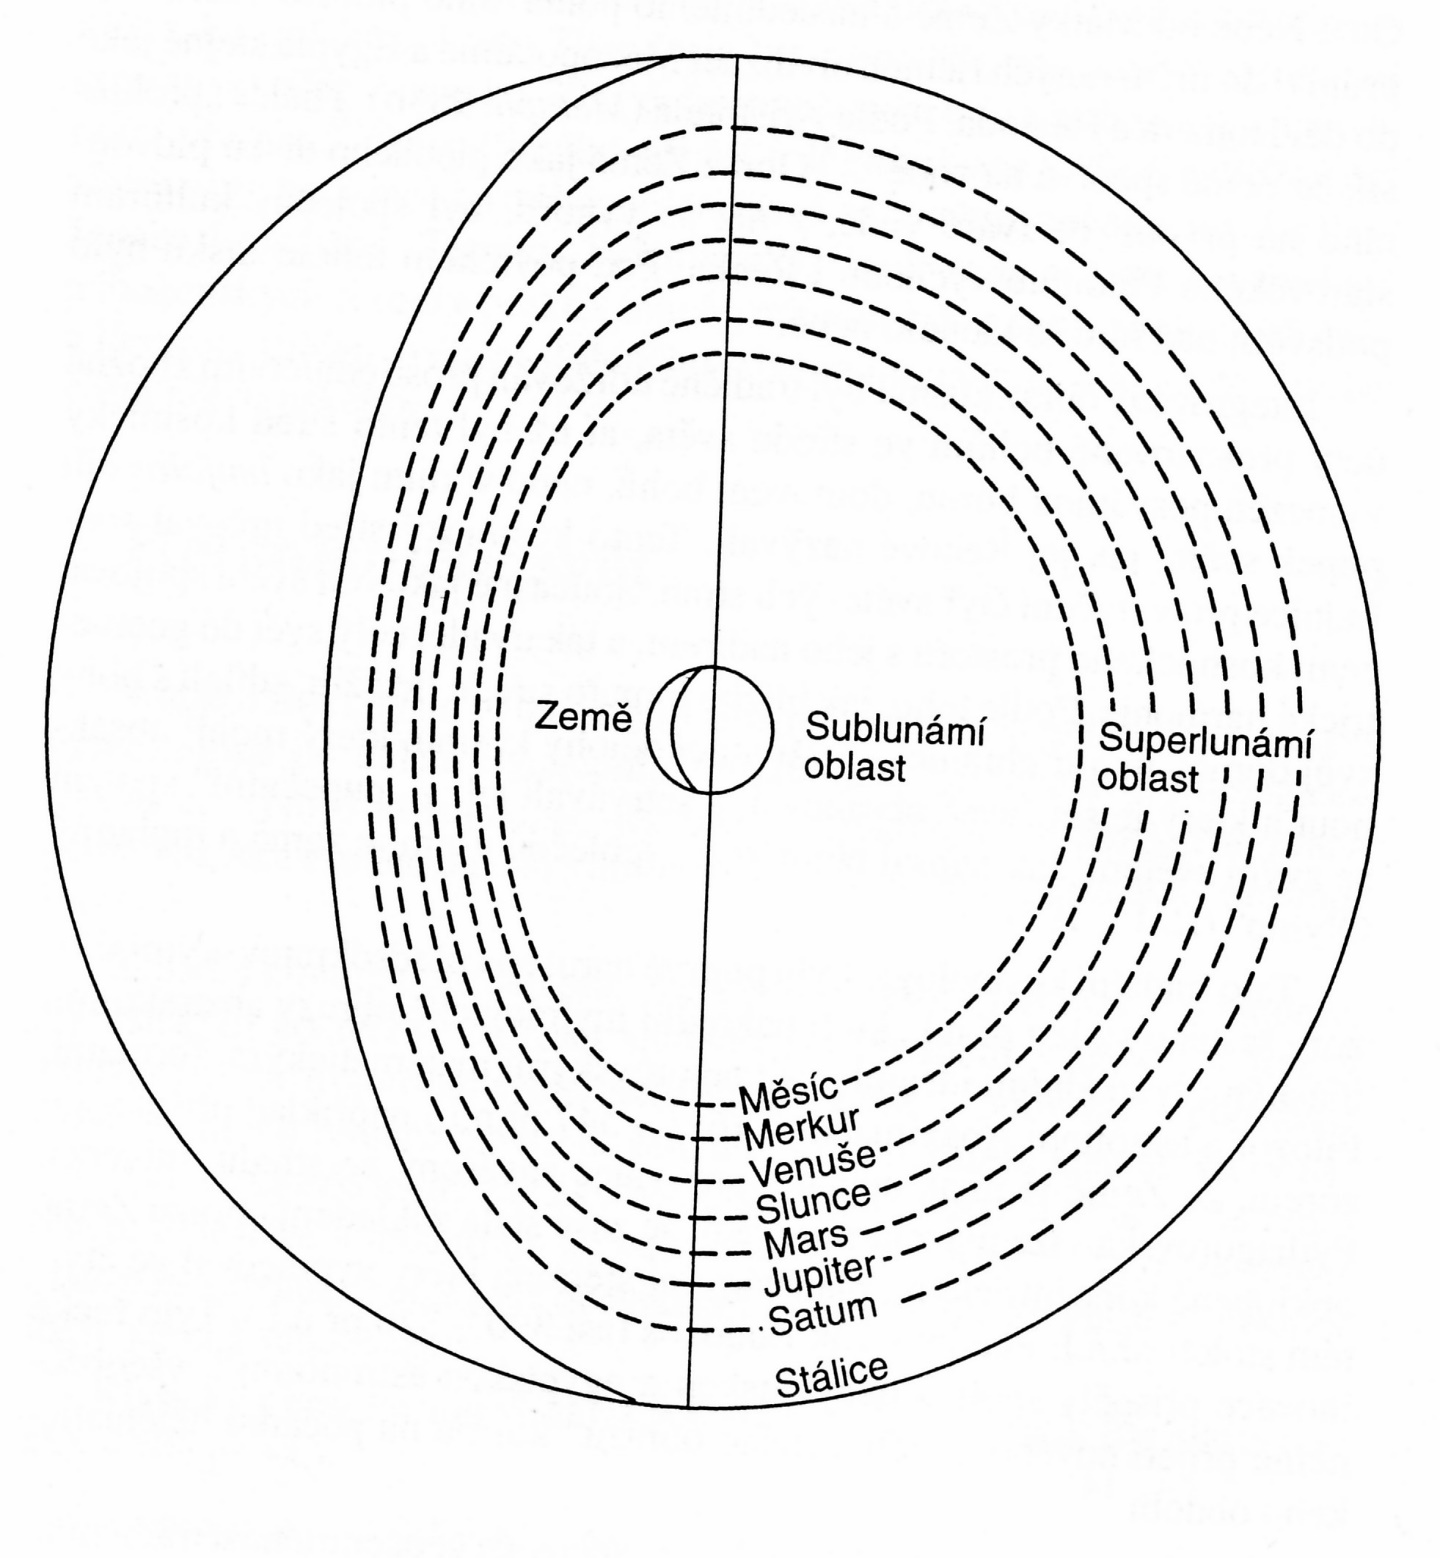 Země
Sublunámí
oblast
Superlunámí
oblast
Měsíc
Merkur
Venuše
Slunce
Mars
Jupiter
Satum
Stálice